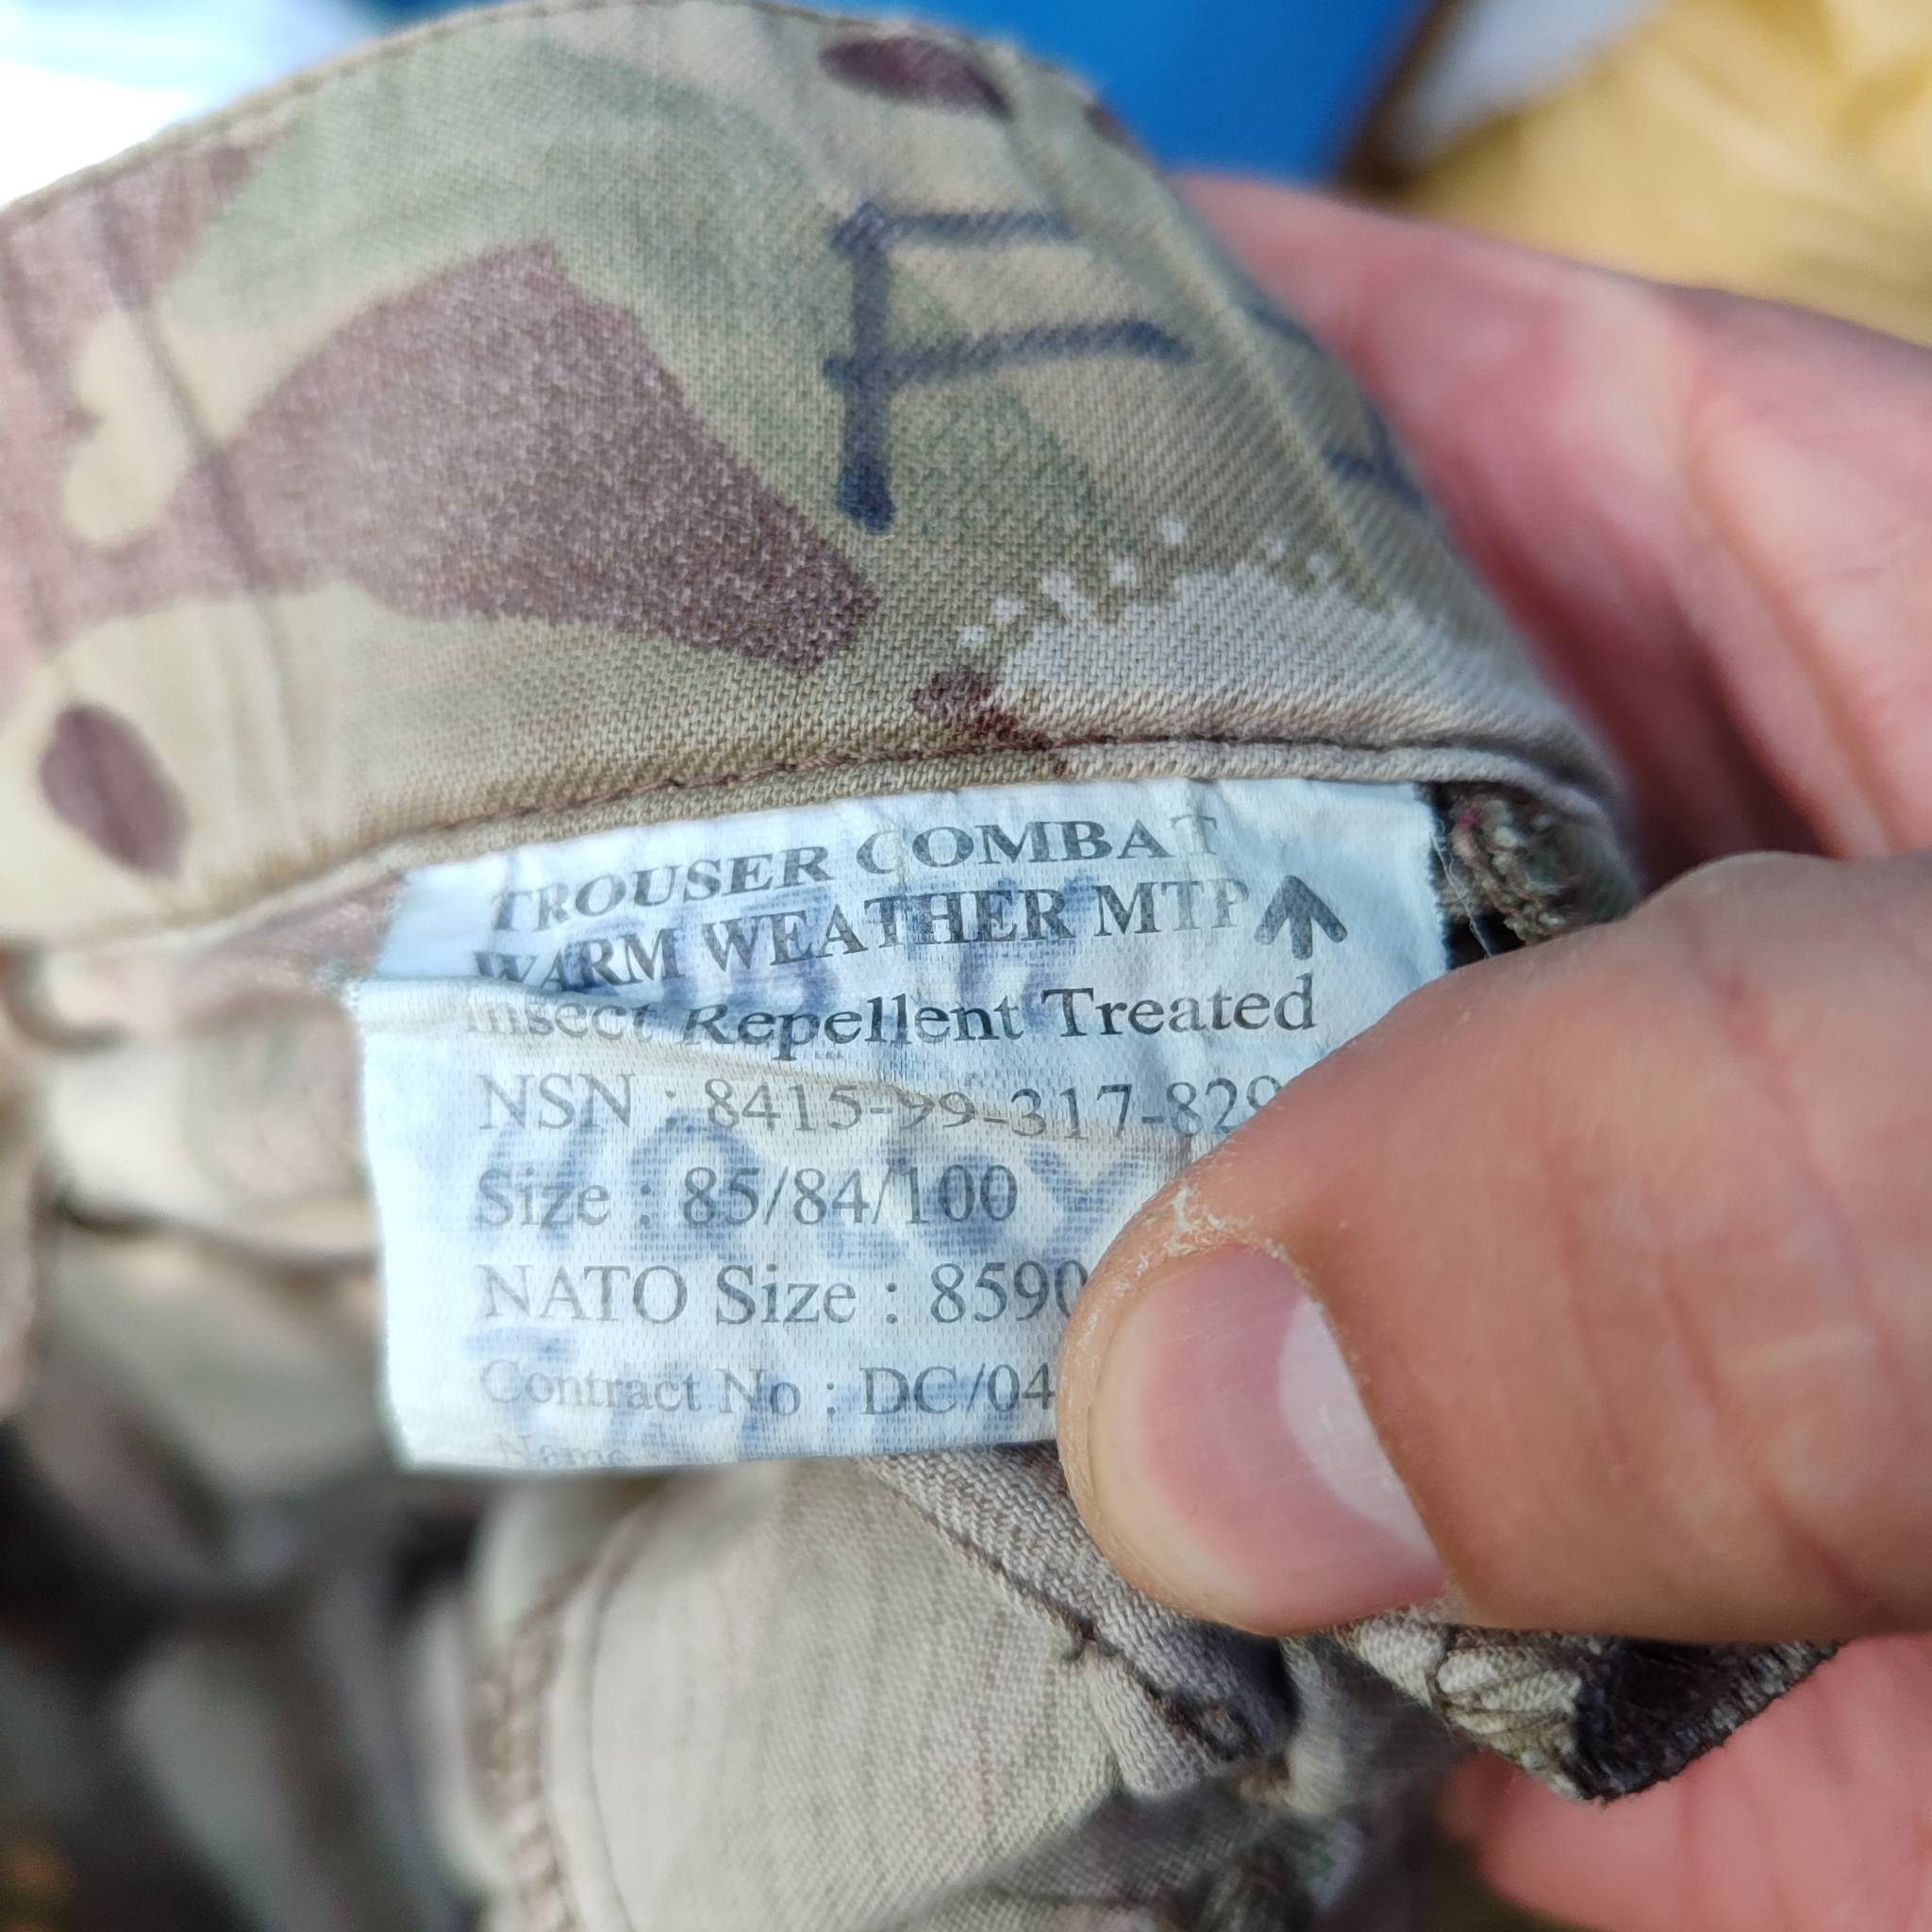 F
TROUSER COMBAT
WARM WEATHER MTP
Insect Repellent Treated
NSN : 8415-99-317-829
Size : 85/84/100
NATO Size : 8590
Contract No : DC/04
Name